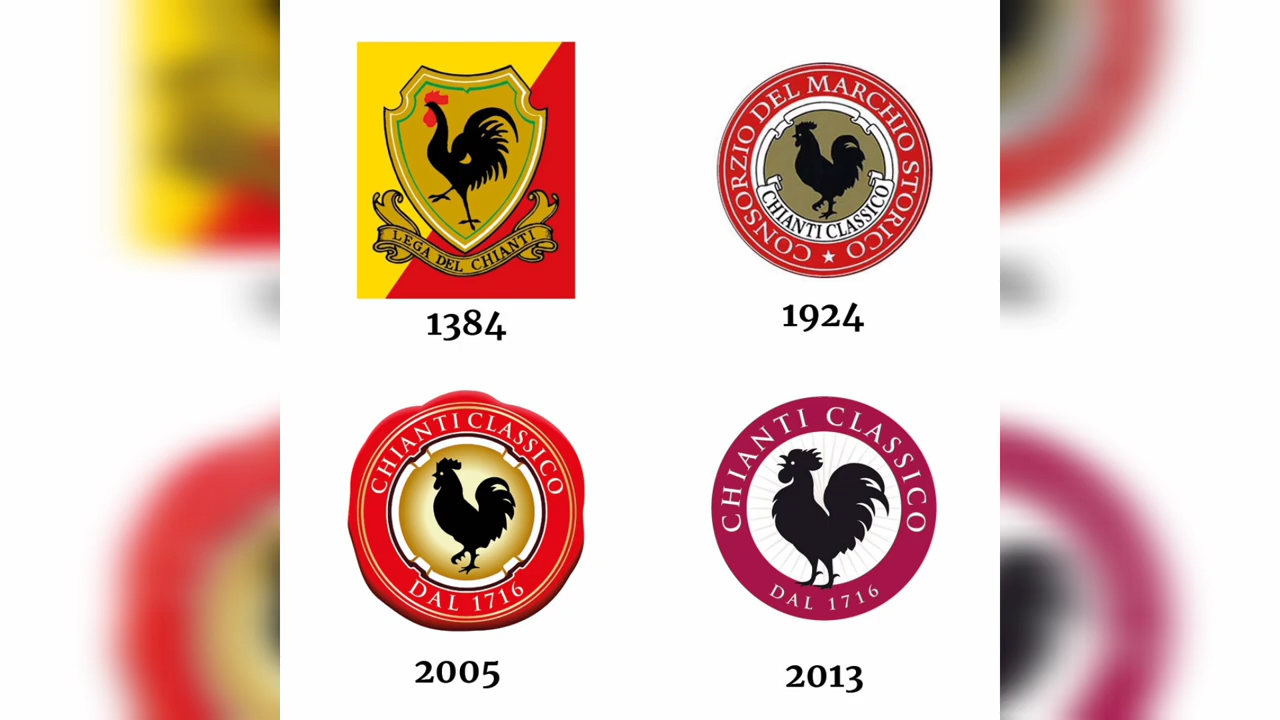 LEGA DEL CHIANTI
1384
CONSORZIO DEL MARCHIO STORICO ★
CHIANTI CLASSICO
1924
CHIANTI CLASSICO
DAL 1716
2005
CHIANTI CLASSICO
DAL 1716
2013